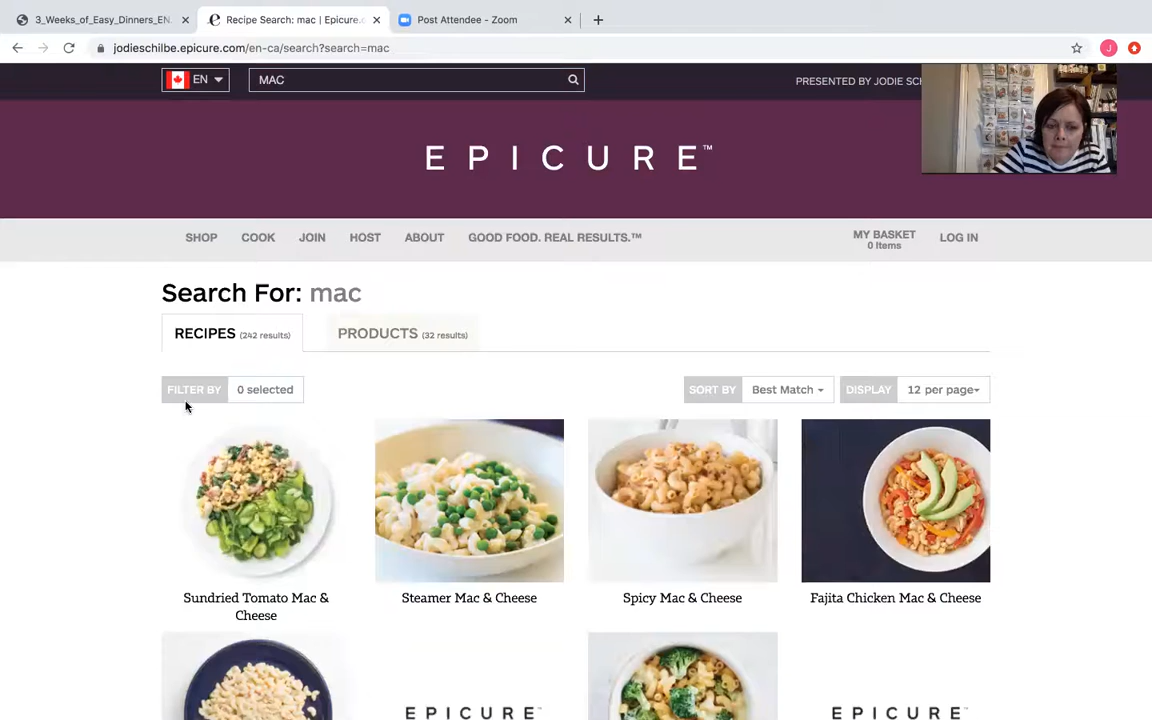 3_Weeks_of_Easy_Dinners_EN.
Recipe Search: mac | Epicure.c
Post Attendee - Zoom
jodieschilbe.epicure.com/en-ca/search?search=mac
J
EN
MAC
PRESENTED BY JODIE SCH
EPICURE™
SHOP COOK JOIN HOST ABOUT GOOD FOOD. REAL RESULTS.™ MY BASKET LOG IN
0 Items
Search For: mac
RECIPES (242 results) PRODUCTS (32 results)
FILTER BY 0 selected SORT BY Best Match DISPLAY 12 per page
Sundried Tomato Mac & Cheese
Steamer Mac & Cheese
Spicy Mac & Cheese
Fajita Chicken Mac & Cheese
EPICURE™
EPICURE™